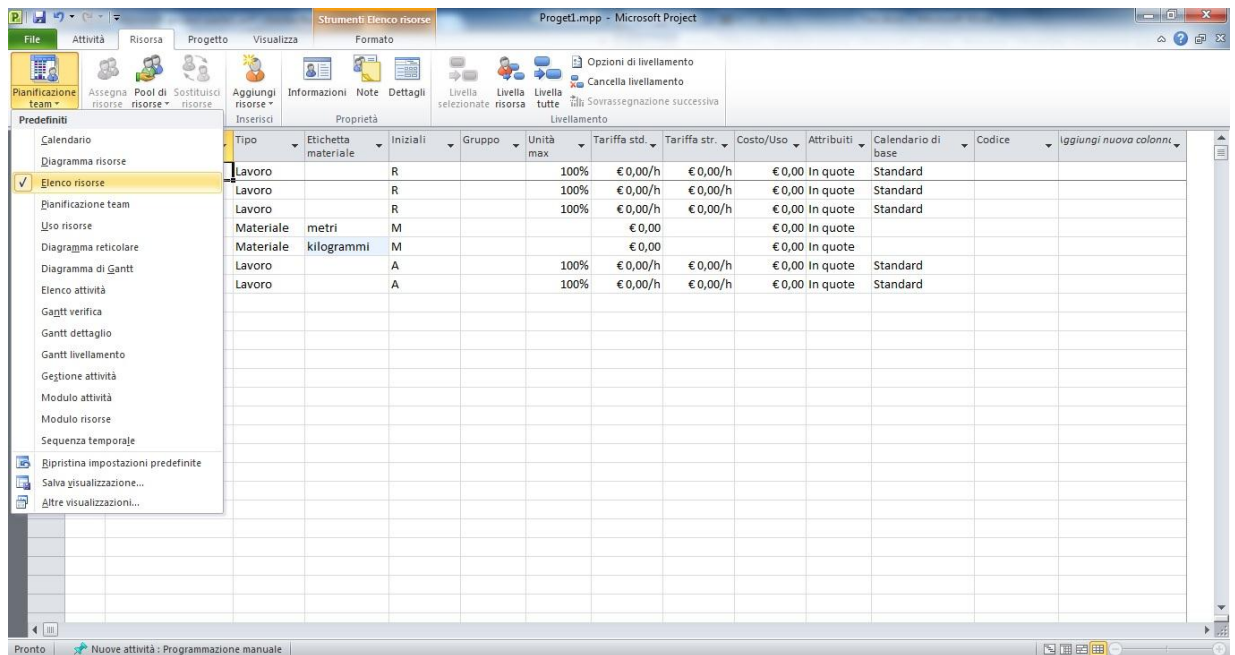 Strumenti Elenco risorse
Proget1.mpp - Microsoft Project
File Attività Risorsa Progetto Visualizza Formato
Pianificazione team
Assegna risorse
Pool di risorse
Sostituisci risorse
Aggiungi risorse
Informazioni Note Dettagli
Livella selezionate
Livella risorsa
Livella tutte
Opzioni di livellamento
Cancella livellamento
Sovrassegnazione successiva
Inserisci Proprietà Livellamento
Predefiniti
Calendario
Diagramma risorse
Elenco risorse
Pianificazione team
Uso risorse
Diagramma reticolare
Diagramma di Gantt
Elenco attività
Gantt verifica
Gantt dettaglio
Gantt livellamento
Gestione attività
Modulo attività
Modulo risorse
Sequenza temporale
Ripristina impostazioni predefinite
Salva visualizzazione...
Altre visualizzazioni...
Tipo Etichetta materiale Iniziali Gruppo Unità max Tariffa std. Tariffa str. Costo/Uso Attributi Calendario di base Codice Aggiungi nuova colonna
Lavoro R 100% € 0,00/h € 0,00/h € 0,00 In quote Standard
Lavoro R 100% € 0,00/h € 0,00/h € 0,00 In quote Standard
Lavoro R 100% € 0,00/h € 0,00/h € 0,00 In quote Standard
Materiale metri M € 0,00 € 0,00 In quote
Materiale kilogrammi M € 0,00 € 0,00 In quote
Lavoro A 100% € 0,00/h € 0,00/h € 0,00 In quote Standard
Lavoro A 100% € 0,00/h € 0,00/h € 0,00 In quote Standard
Pronto Nuove attività : Programmazione manuale